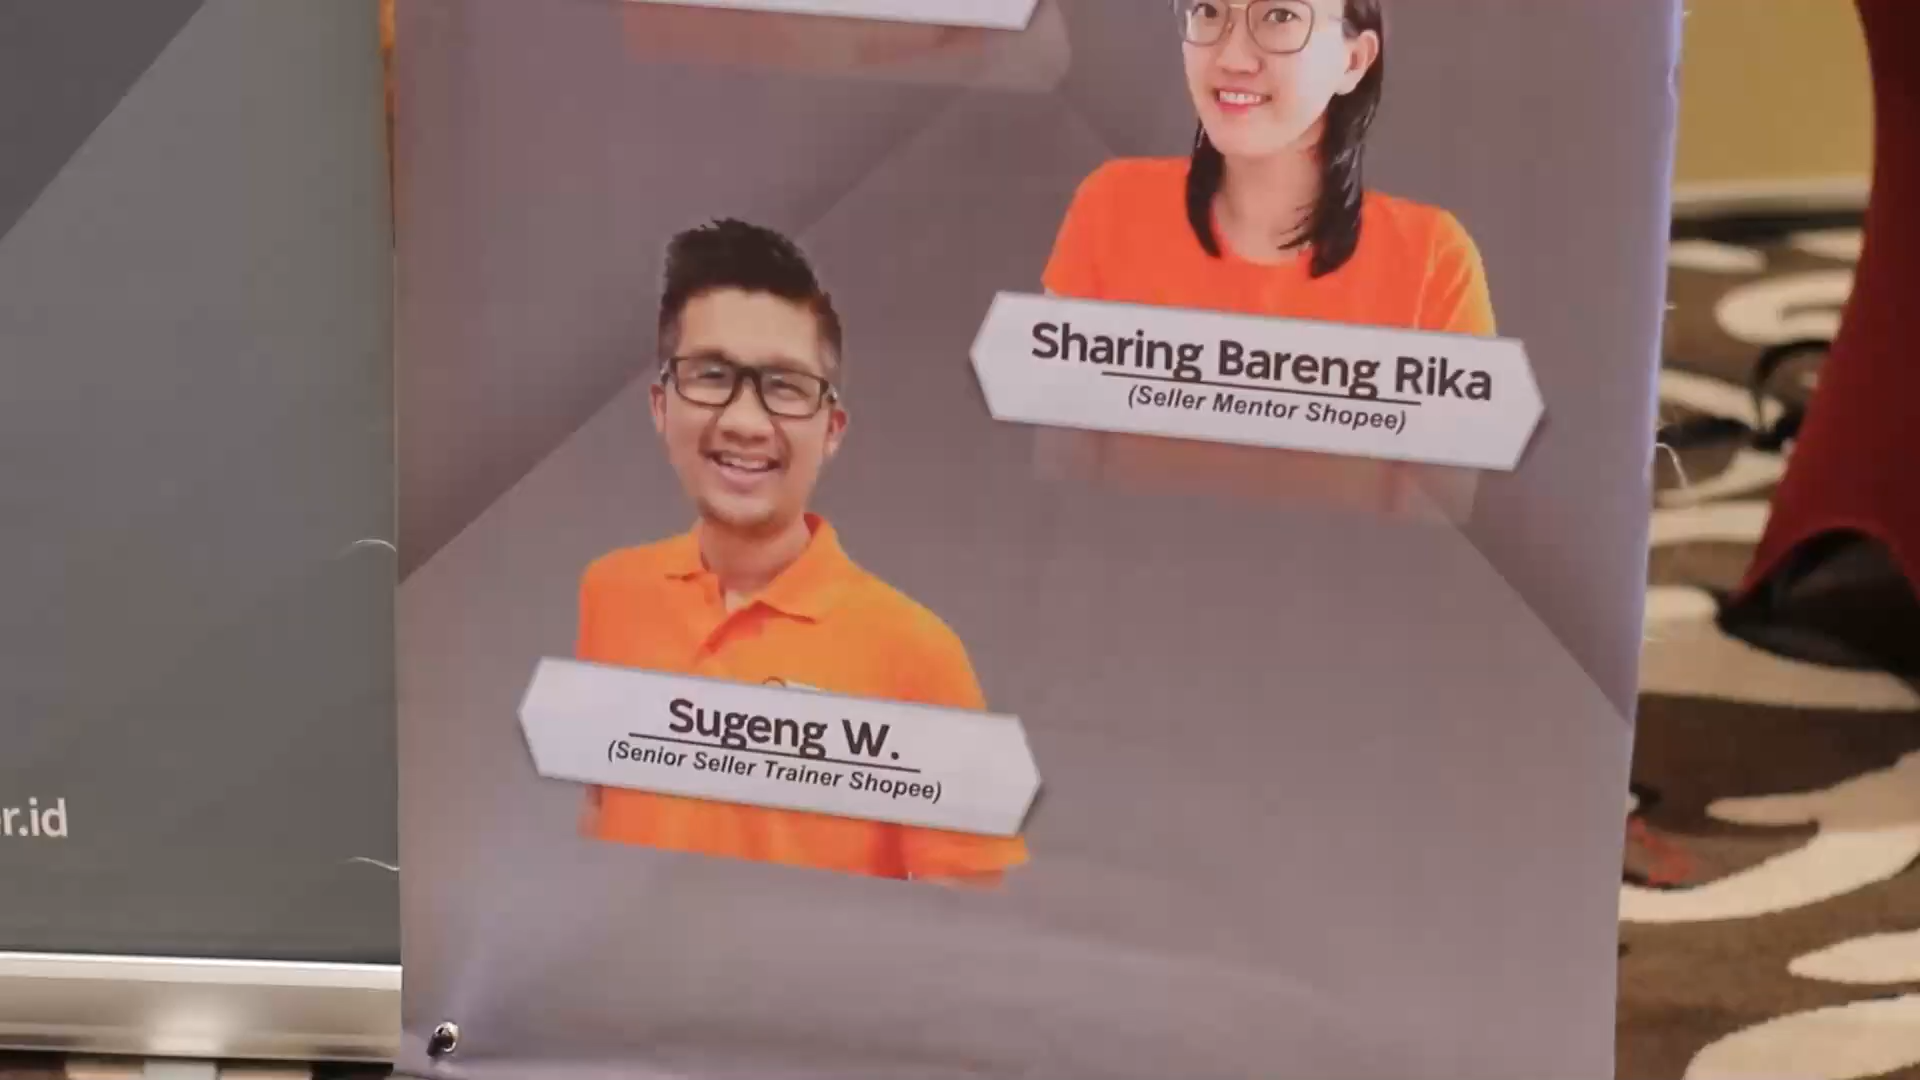 Sharing Bareng Rika
(Seller Mentor Shopee)
Sugeng W.
(Senior Seller Trainer Shopee)
r.id